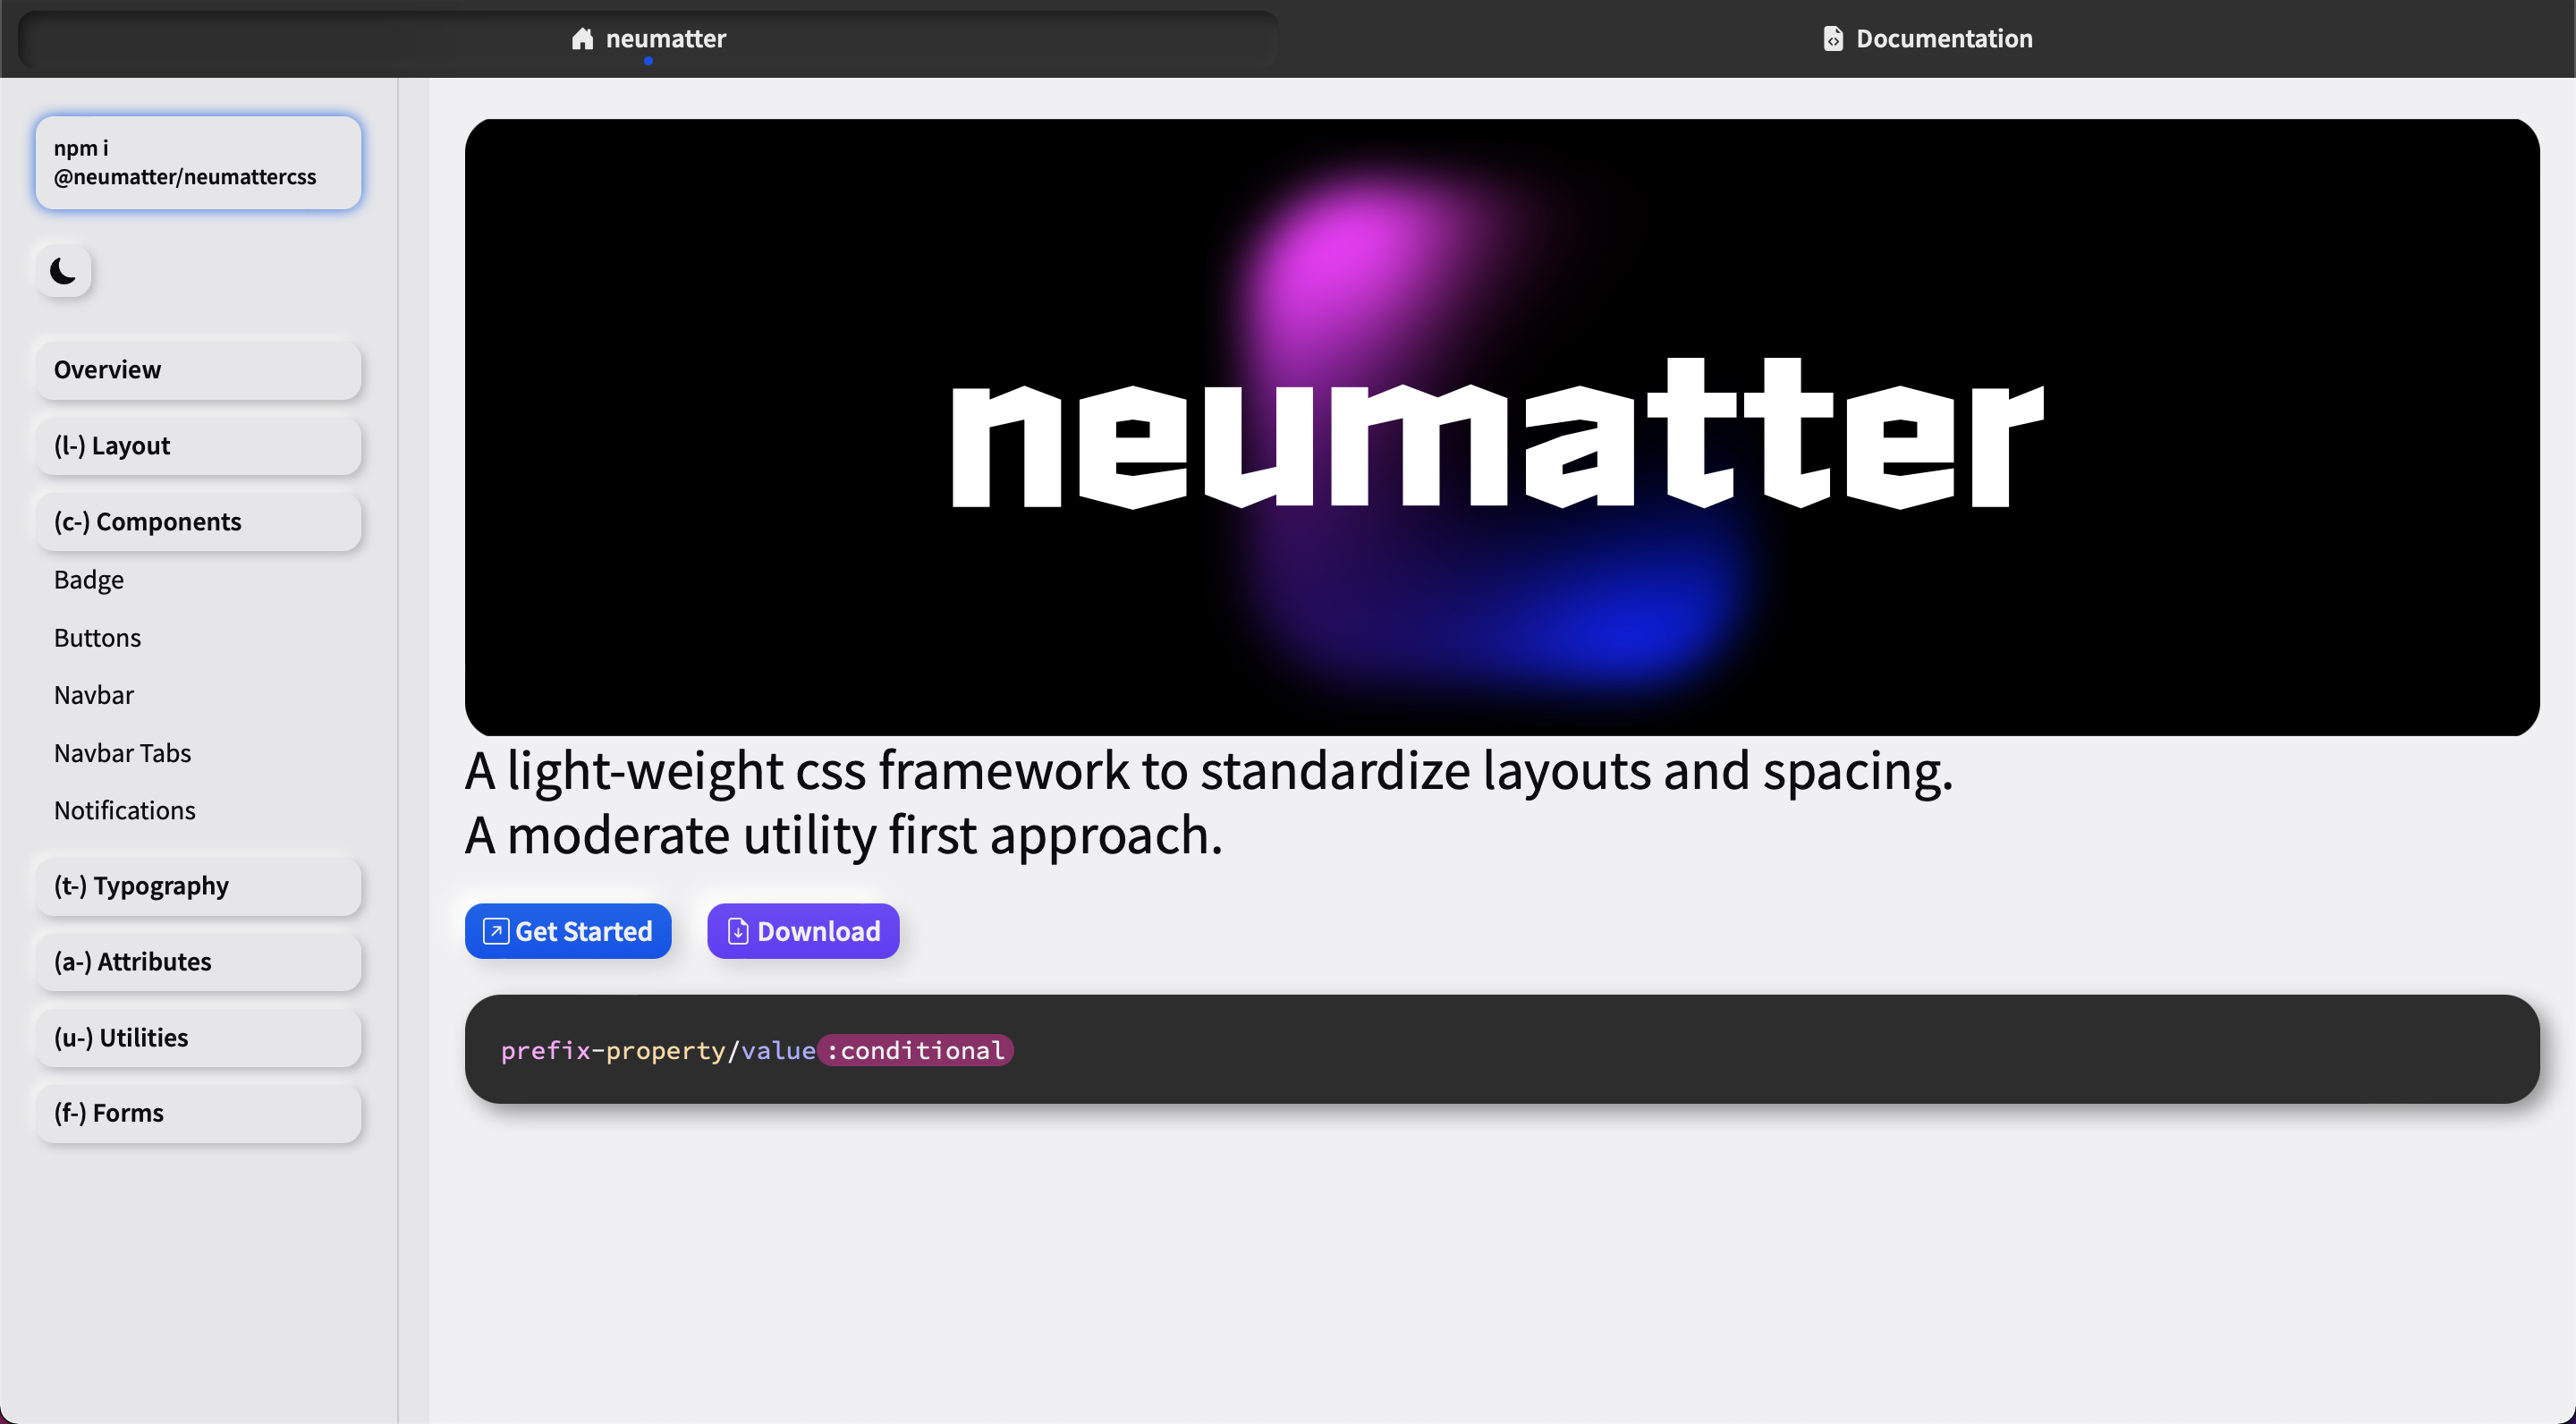 neumatter
Documentation
npm i
@neumatter/neumattercss
Overview
(l-) Layout
(c-) Components
Badge
Buttons
Navbar
Navbar Tabs
Notifications
(t-) Typography
(a-) Attributes
(u-) Utilities
(f-) Forms
neumatter
A light-weight css framework to standardize layouts and spacing.
A moderate utility first approach.
Get Started
Download
prefix-property/value:conditional